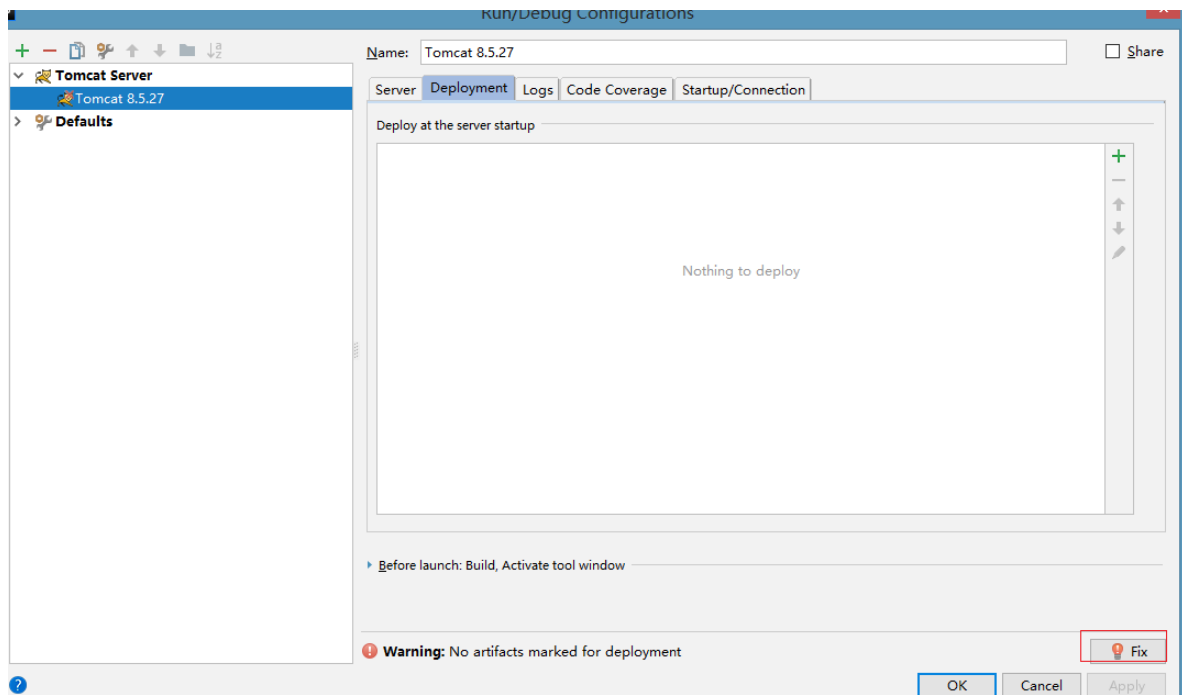 Run/Debug Configurations
Name: Tomcat 8.5.27
Share
Tomcat Server
Tomcat 8.5.27
Defaults
Server Deployment Logs Code Coverage Startup/Connection
Deploy at the server startup
Nothing to deploy
Before launch: Build, Activate tool window
Warning: No artifacts marked for deployment
Fix
OK Cancel Apply